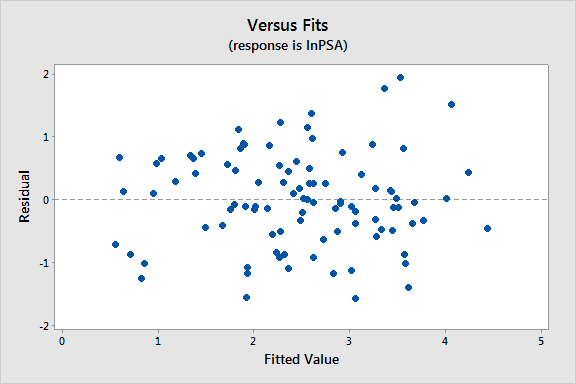 Versus Fits
(response is lnPSA)
2
1
0
-1
-2
Residual
0 1 2 3 4 5
Fitted Value